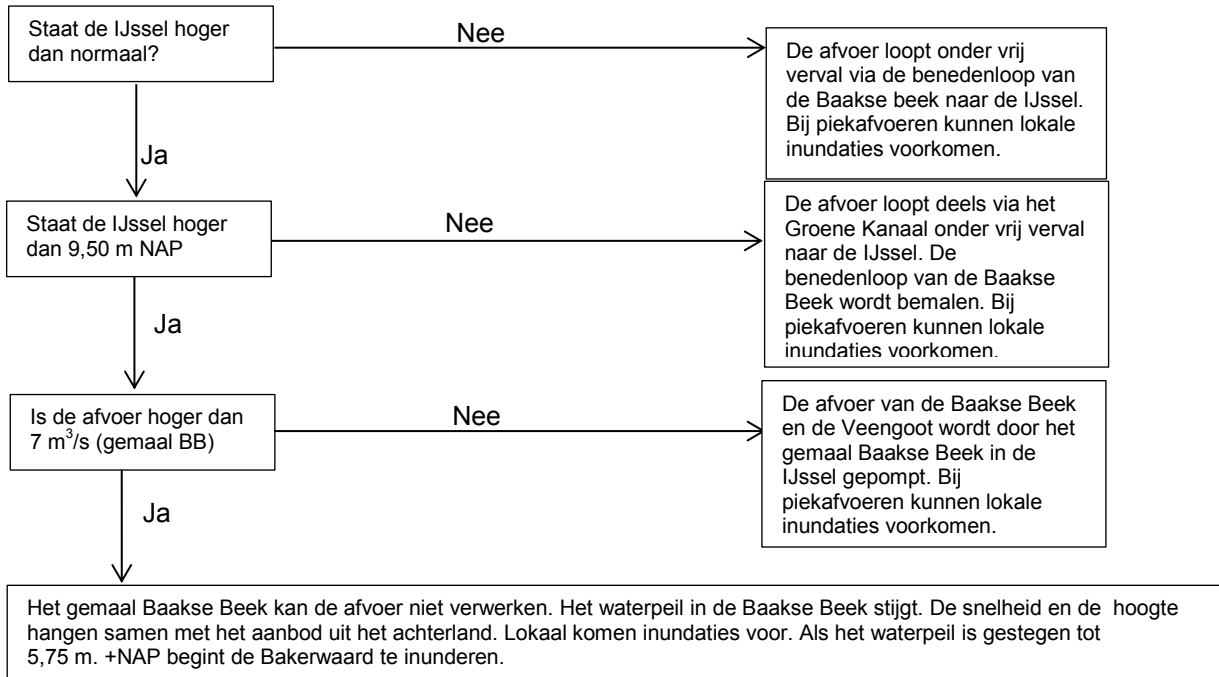 Staat de IJssel hoger
dan normaal?
Nee
De afvoer loopt onder vrij
verval via de benedenloop van
de Baakse beek naar de IJssel.
Bij piekafvoeren kunnen lokale
inundaties voorkomen.
Ja
Staat de IJssel hoger
dan 9,50 m NAP
Nee
De afvoer loopt deels via het
Groene Kanaal onder vrij verval
naar de IJssel. De
benedenloop van de Baakse
Beek wordt bemalen. Bij
piekafvoeren kunnen lokale
inundaties voorkomen.
Ja
Is de afvoer hoger dan
7 m³/s (gemaal BB)
Nee
De afvoer van de Baakse Beek
en de Veengoot wordt door het
gemaal Baakse Beek in de
IJssel gepompt. Bij
piekafvoeren kunnen lokale
inundaties voorkomen.
Ja
Het gemaal Baakse Beek kan de afvoer niet verwerken. Het waterpeil in de Baakse Beek stijgt. De snelheid en de hoogte
hangen samen met het aanbod uit het achterland. Lokaal komen inundaties voor. Als het waterpeil is gestegen tot
5,75 m. +NAP begint de Bakerwaard te inunderen.